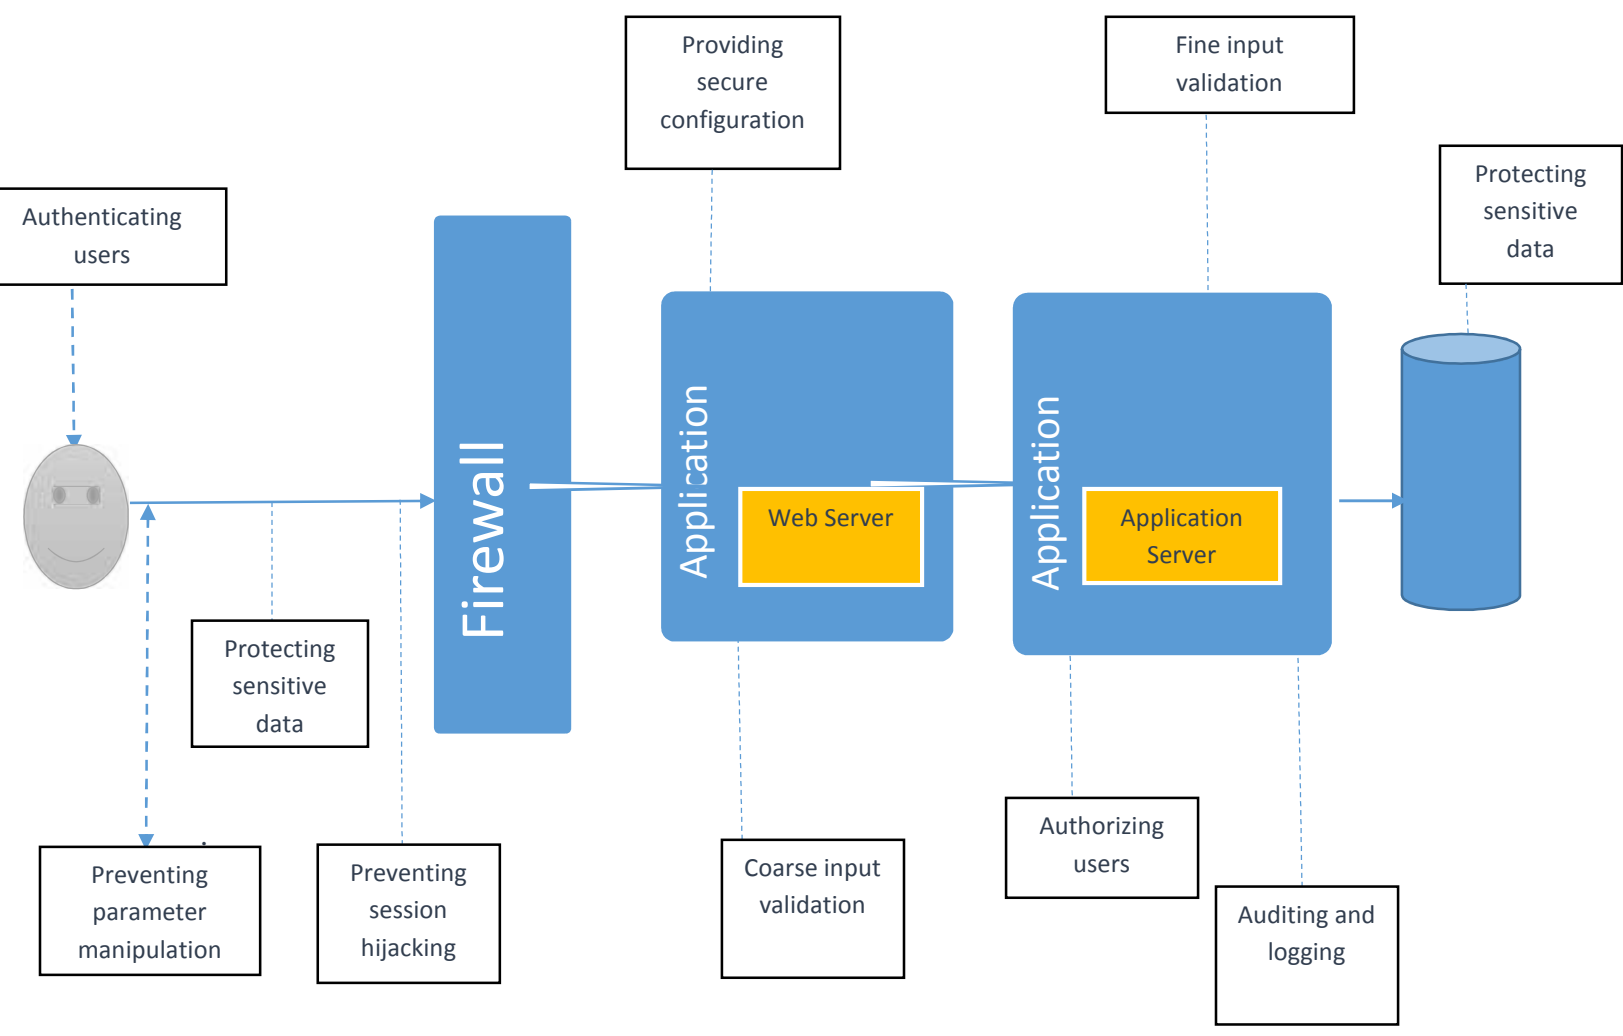 Providing
secure
configuration
Fine input
validation
Protecting
sensitive
data
Authenticating
users
Firewall
Application
Web Server
Application
Application
Server
Protecting
sensitive
data
Preventing
parameter
manipulation
Preventing
session
hijacking
Coarse input
validation
Authorizing
users
Auditing and
logging